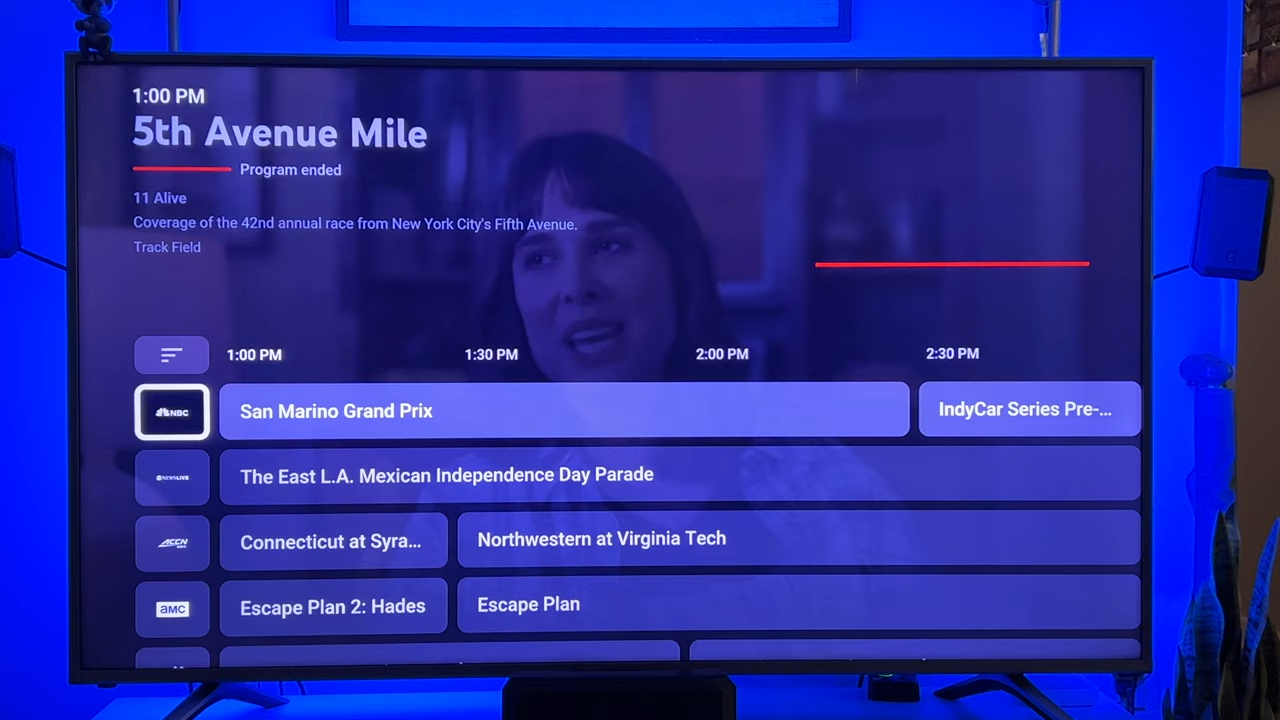 1:00 PM
5th Avenue Mile
Program ended
11 Alive
Coverage of the 42nd annual race from New York City's Fifth Avenue.
Track Field
1:00 PM 1:30 PM 2:00 PM 2:30 PM
NBC San Marino Grand Prix IndyCar Series Pre-...
NEWS LIVE The East L.A. Mexican Independence Day Parade
ACCN Connecticut at Syra... Northwestern at Virginia Tech
aMC Escape Plan 2: Hades Escape Plan